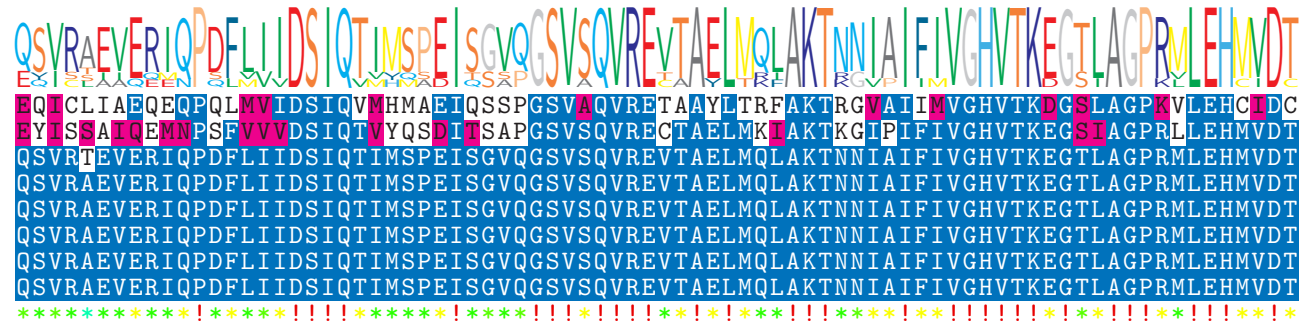 QSVRAEVERIQPDFLIIDSIQTIMSPEISGVQGSVSQVREVTAELMQLAKTNNIAIFIVGHVTKEGTLAGPRMLEHMVDT
EQICLIAEQEQPQLMVIDSIQVMHMAEIQSSPGSVAQVRETAAYLTRFAKTRGVAIIMVGHVTKDGSLAGPKVLEHCIDC
EYISSAIQEMNPSFVVVDSIQTVYQSDITSAPGSVSQVRECTAELMKIAKTKGIPIFIVGHVTKEGSIAGPRLLEHMVDT
QSVRTEVERIQPDFLIIDSIQTIMSPEISGVQGSVSQVREVTAELMQLAKTNNIAIFIVGHVTKEGTLAGPRMLEHMVDT
QSVRAEVERIQPDFLIIDSIQTIMSPEISGVQGSVSQVREVTAELMQLAKTNNIAIFIVGHVTKEGTLAGPRMLEHMVDT
QSVRAEVERIQPDFLIIDSIQTIMSPEISGVQGSVSQVREVTAELMQLAKTNNIAIFIVGHVTKEGTLAGPRMLEHMVDT
QSVRAEVERIQPDFLIIDSIQTIMSPEISGVQGSVSQVREVTAELMQLAKTNNIAIFIVGHVTKEGTLAGPRMLEHMVDT
QSVRAEVERIQPDFLIIDSIQTIMSPEISGVQGSVSQVREVTAELMQLAKTNNIAIFIVGHVTKEGTLAGPRMLEHMVDT
QSVRAEVERIQPDFLIIDSIQTIMSPEISGVQGSVSQVREVTAELMQLAKTNNIAIFIVGHVTKEGTLAGPRMLEHMVDT
***********!*****!!!!******!****!!!*!!!!**!*!***!!!****!**!!!!!!*!**!!!**!!!**!*